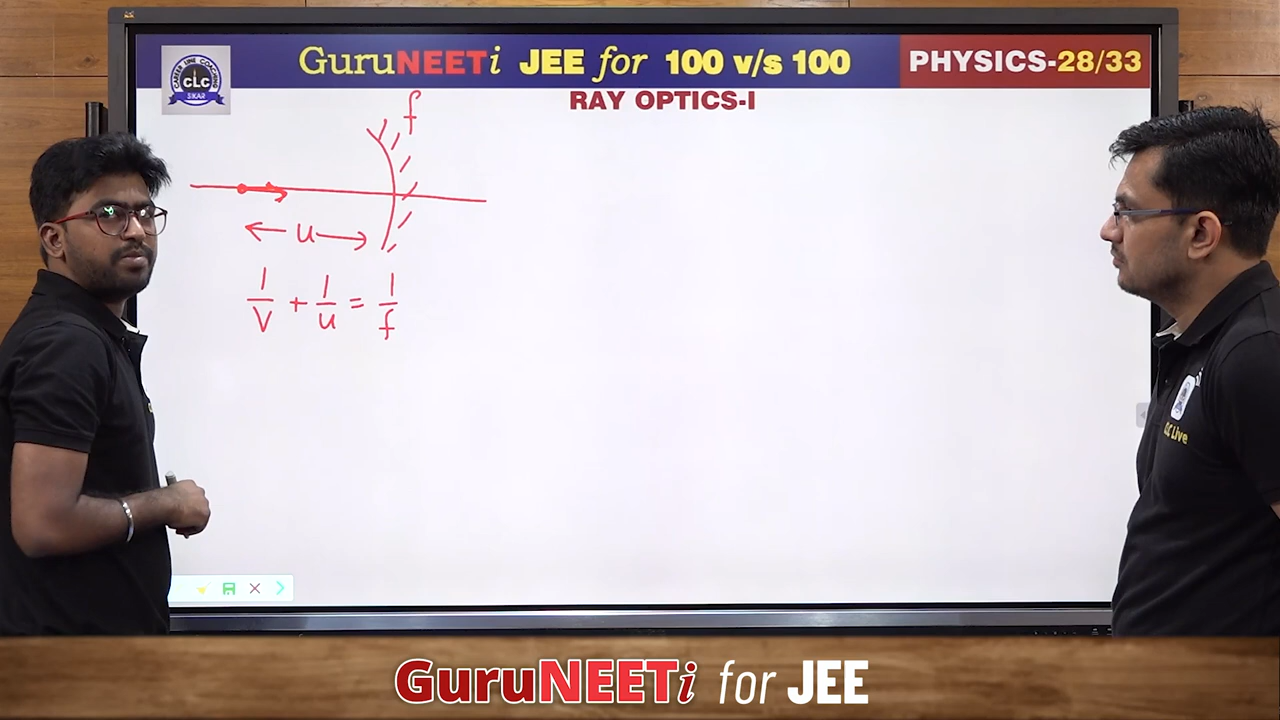 GuruNEETi JEE for 100 v/s 100
PHYSICS-28/33
CAREER LINE COACHING
CLC
SIKAR
RAY OPTICS-I
f
← u →
1/v + 1/u = 1/f
CLC Live
GuruNEETi for JEE